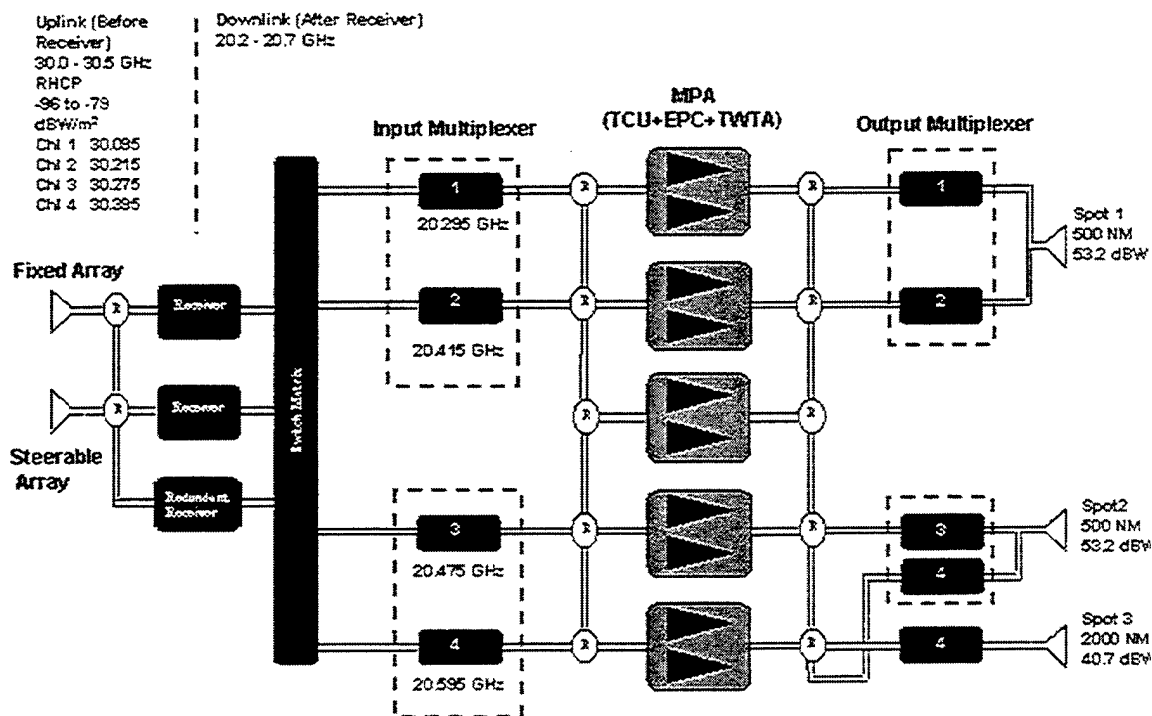 Uplink (Before
Receiver)
30.0 - 30.5 GHz
RHCP
-96 to -79
dBW/m²
Chl 1 30.095
Chl 2 30.215
Chl 3 30.275
Chl 4 30.395
Downlink (After Receiver)
20.2 - 20.7 GHz
Input Multiplexer
MPA
(TCU+EPC+TWTA)
Output Multiplexer
Fixed Array
Steerable
Array
R
R
Receiver
Receiver
Redundant
Receiver
Switch Matrix
1
20.295 GHz
2
20.415 GHz
3
20.475 GHz
4
20.595 GHz
R
R
R
R
R
R
R
R
R
R
1
2
3
4
4
Spot 1
500 NM
53.2 dBW
Spot2
500 NM
53.2 dBW
Spot 3
2000 NM
40.7 dBW